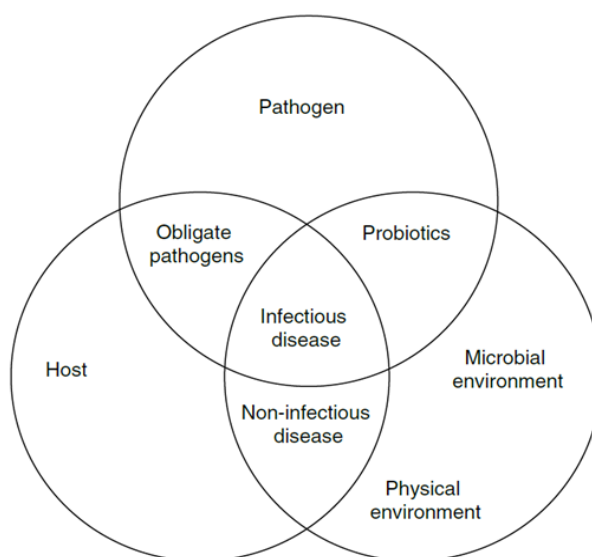 Pathogen
Obligate
pathogens
Probiotics
Infectious
disease
Host
Microbial
environment
Non-infectious
disease
Physical
environment